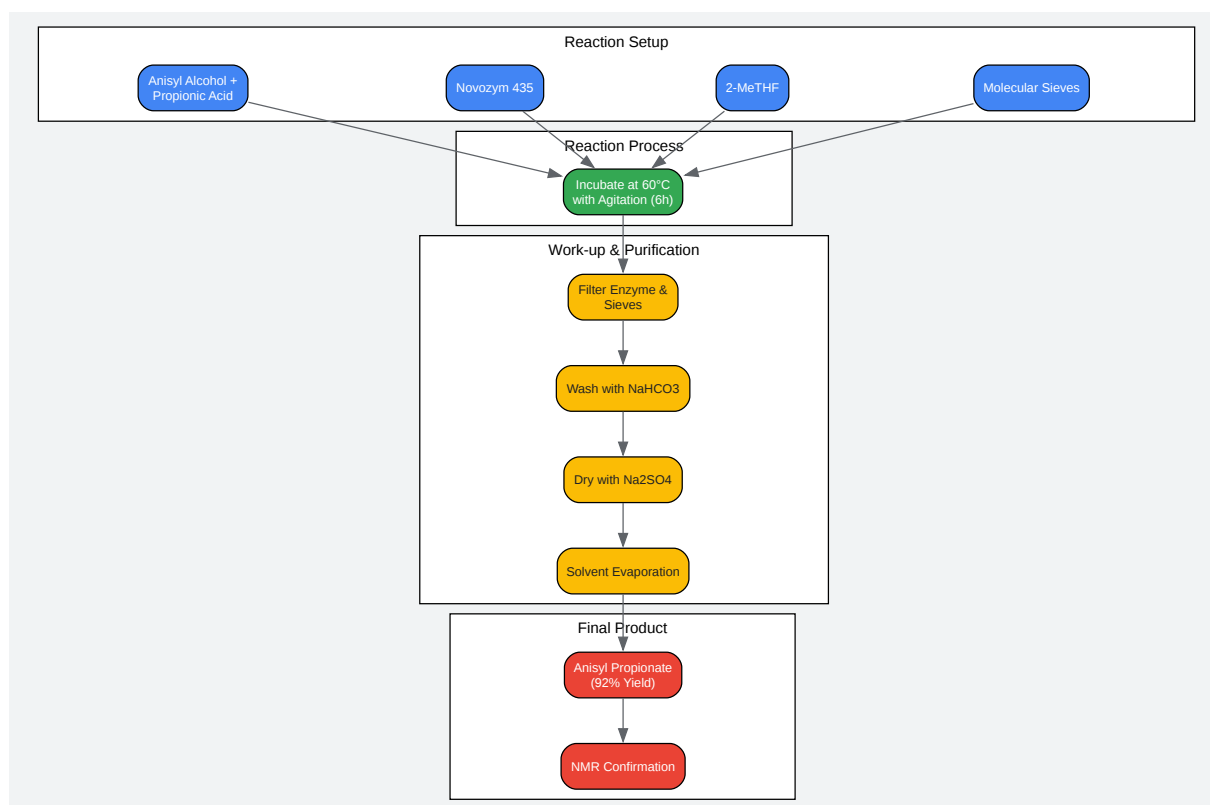 Reaction Setup
Anisyl Alcohol +
Propionic Acid
Novozym 435
2-MeTHF
Molecular Sieves
Reaction Process
Incubate at 60°C
with Agitation (6h)
Work-up & Purification
Filter Enzyme &
Sieves
Wash with NaHCO3
Dry with Na2SO4
Solvent Evaporation
Final Product
Anisyl Propionate
(92% Yield)
NMR Confirmation